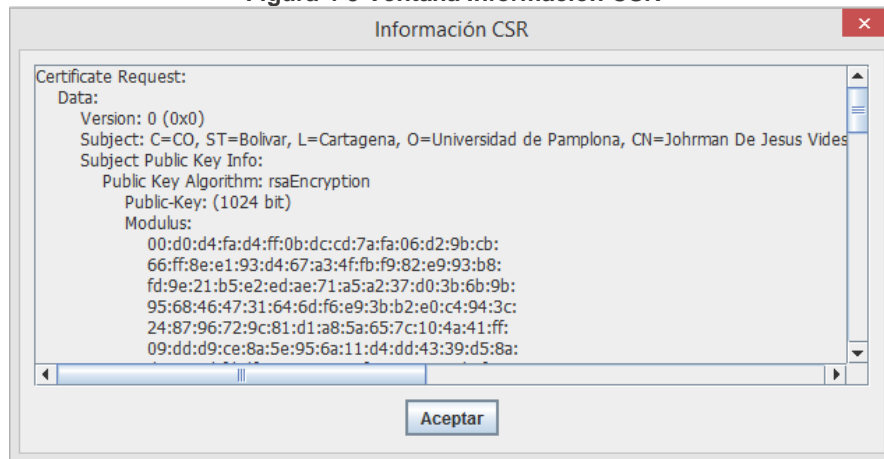 Información CSR
Certificate Request:
Data:
Version: 0 (0x0)
Subject: C=CO, ST=Bolivar, L=Cartagena, O=Universidad de Pamplona, CN=Johrman De Jesus Vides
Subject Public Key Info:
Public Key Algorithm: rsaEncryption
Public-Key: (1024 bit)
Modulus:
00:d0:d4:fa:d4:ff:0b:dc:cd:7a:fa:06:d2:9b:cb:
66:ff:8e:e1:93:d4:67:a3:4f:fb:f9:82:e9:93:b8:
fd:9e:21:b5:e2:ed:ae:71:a5:a2:37:d0:3b:6b:9b:
95:68:46:47:31:64:6d:f6:e9:3b:b2:e0:c4:94:3c:
24:87:96:72:9c:81:d1:a8:5a:65:7c:10:4a:41:ff:
09:dd:d9:ce:8a:5e:95:6a:11:d4:dd:43:39:d5:8a:
Aceptar